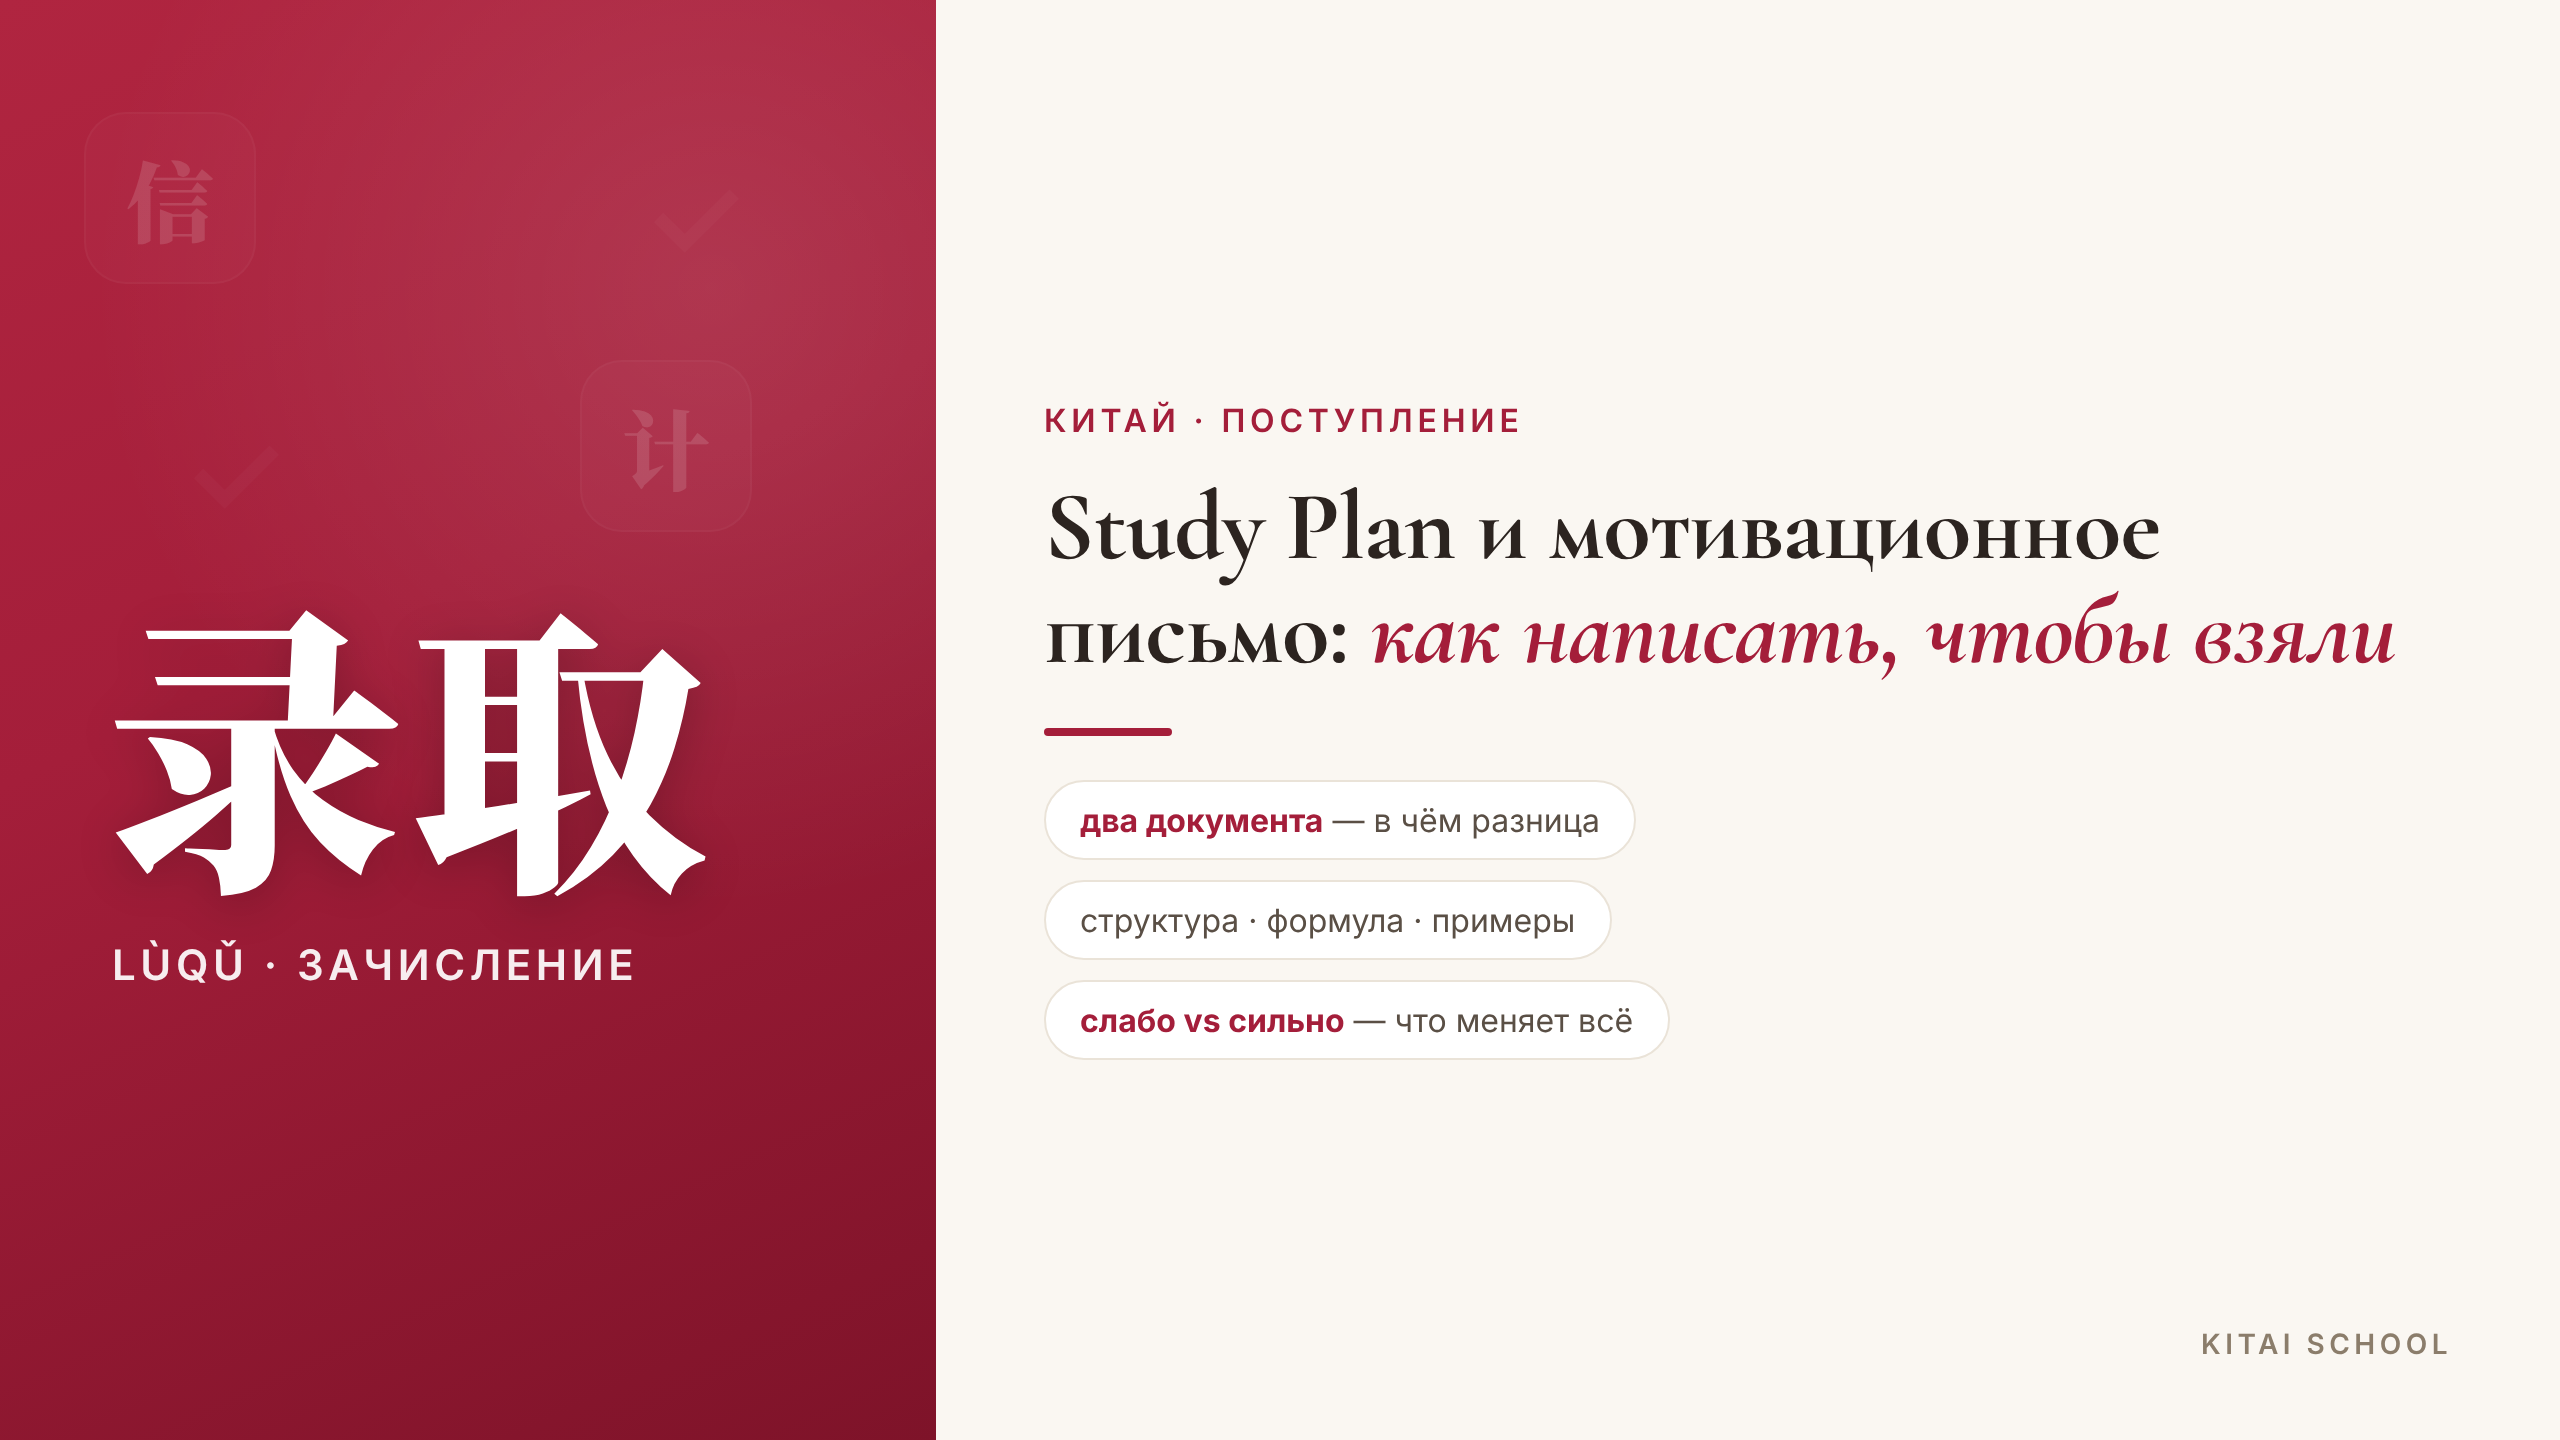 信
计
录取
LÙQǓ · ЗАЧИСЛЕНИЕ
КИТАЙ · ПОСТУПЛЕНИЕ
Study Plan и мотивационное
письмо: как написать, чтобы взяли
два документа — в чём разница
структура · формула · примеры
слабо vs сильно — что меняет всё
KITAI SCHOOL